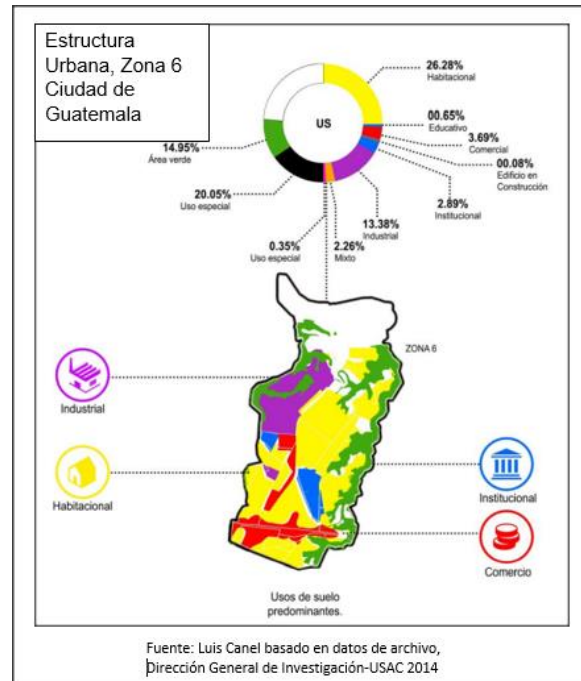 Estructura
Urbana, Zona 6
Ciudad de
Guatemala
26.28%
Habitacional
US
00.65%
Educativo
3.69%
Comercial
00.08%
Edificio en
Construcción
2.89%
Institucional
13.38%
Industrial
2.26%
Mixto
0.35%
Uso especial
20.05%
Uso especial
14.95%
Área verde
ZONA 6
Industrial
Habitacional
Institucional
Comercio
Usos de suelo
predominantes.
Fuente: Luis Canel basado en datos de archivo,
Dirección General de Investigación-USAC 2014